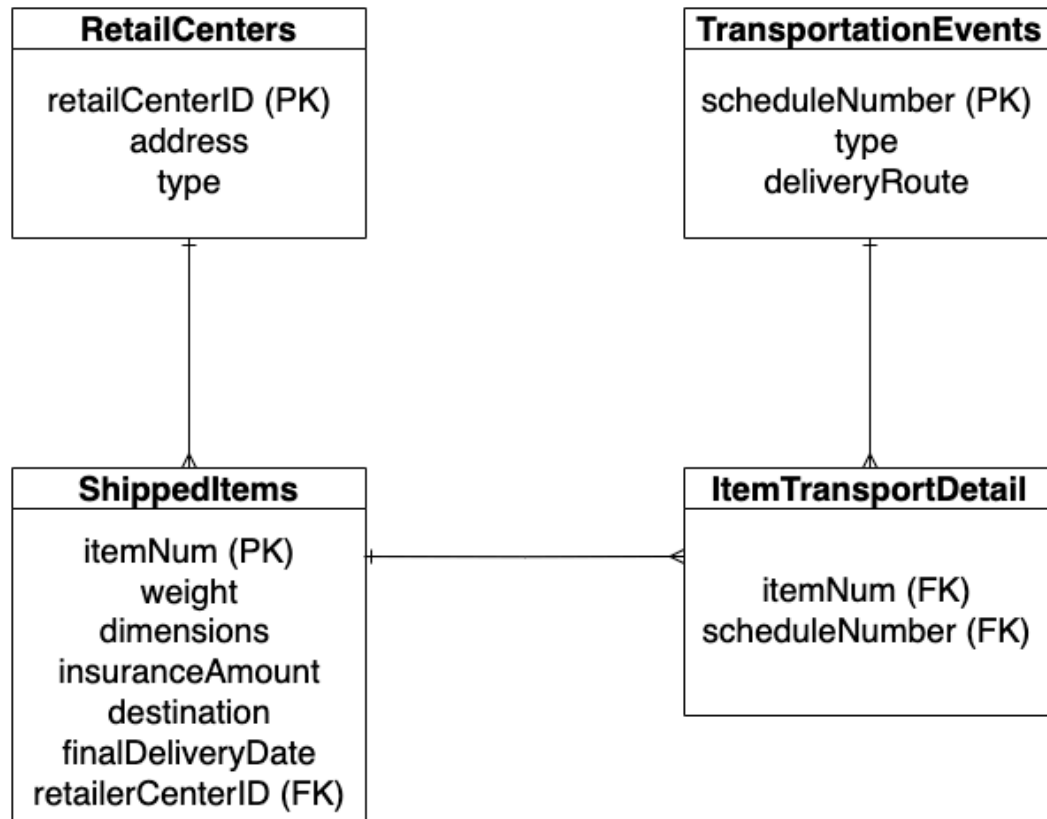 RetailCenters
retailCenterID (PK)
address
type
TransportationEvents
scheduleNumber (PK)
type
deliveryRoute
ShippedItems
itemNum (PK)
weight
dimensions
insuranceAmount
destination
finalDeliveryDate
retailerCenterID (FK)
ItemTransportDetail
itemNum (FK)
scheduleNumber (FK)